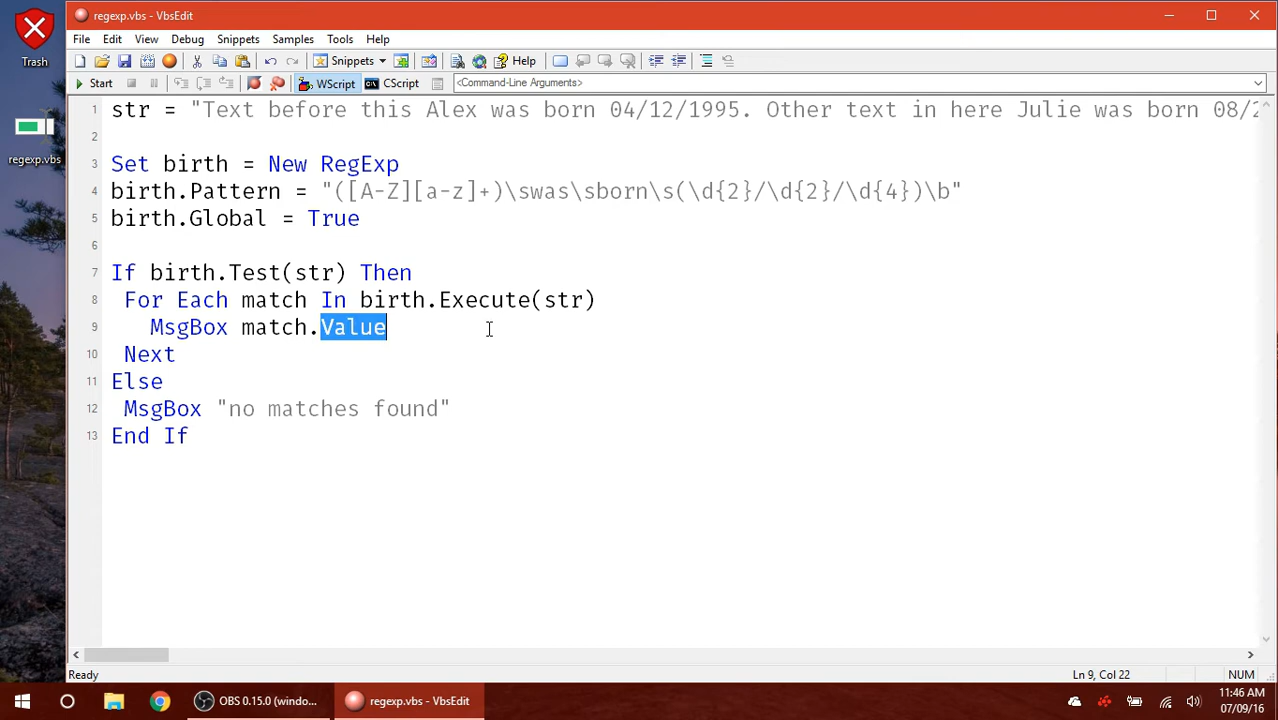 Trash
regexp.vbs
regexp.vbs - VbsEdit
File Edit View Debug Snippets Samples Tools Help
Snippets Help
Start WScript CScript <Command-Line Arguments>
1 str = "Text before this Alex was born 04/12/1995. Other text in here Julie was born 08/2
2
3 Set birth = New RegExp
4 birth.Pattern = "([A-Z][a-z]+)\swas\sborn\s(\d{2}/\d{2}/\d{4})\b"
5 birth.Global = True
6
7 If birth.Test(str) Then
8 For Each match In birth.Execute(str)
9 MsgBox match.Value
10 Next
11 Else
12 MsgBox "no matches found"
13 End If
Ready Ln 9, Col 22 NUM
OBS 0.15.0 (windo... regexp.vbs - VbsEdit 11:46 AM
07/09/16